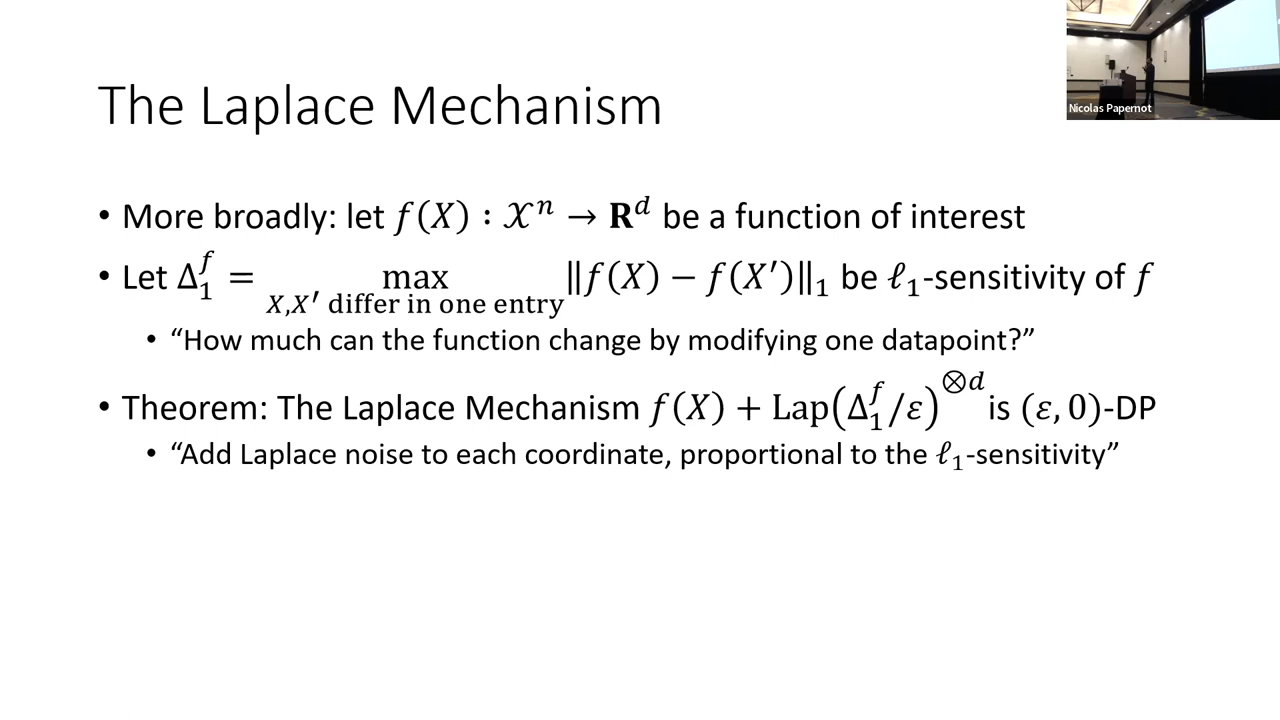 Nicolas Papernot
The Laplace Mechanism
• More broadly: let 𝑓(𝑋) : 𝒳ⁿ → 𝐑ᵈ be a function of interest
• Let Δ₁ᶠ = max_{𝑋,𝑋′ differ in one entry} ‖𝑓(𝑋) − 𝑓(𝑋′)‖₁ be ℓ₁-sensitivity of 𝑓
• “How much can the function change by modifying one datapoint?”
• Theorem: The Laplace Mechanism 𝑓(𝑋) + Lap(Δ₁ᶠ/𝜀)^{⊗𝑑} is (𝜀, 0)-DP
• “Add Laplace noise to each coordinate, proportional to the ℓ₁-sensitivity”